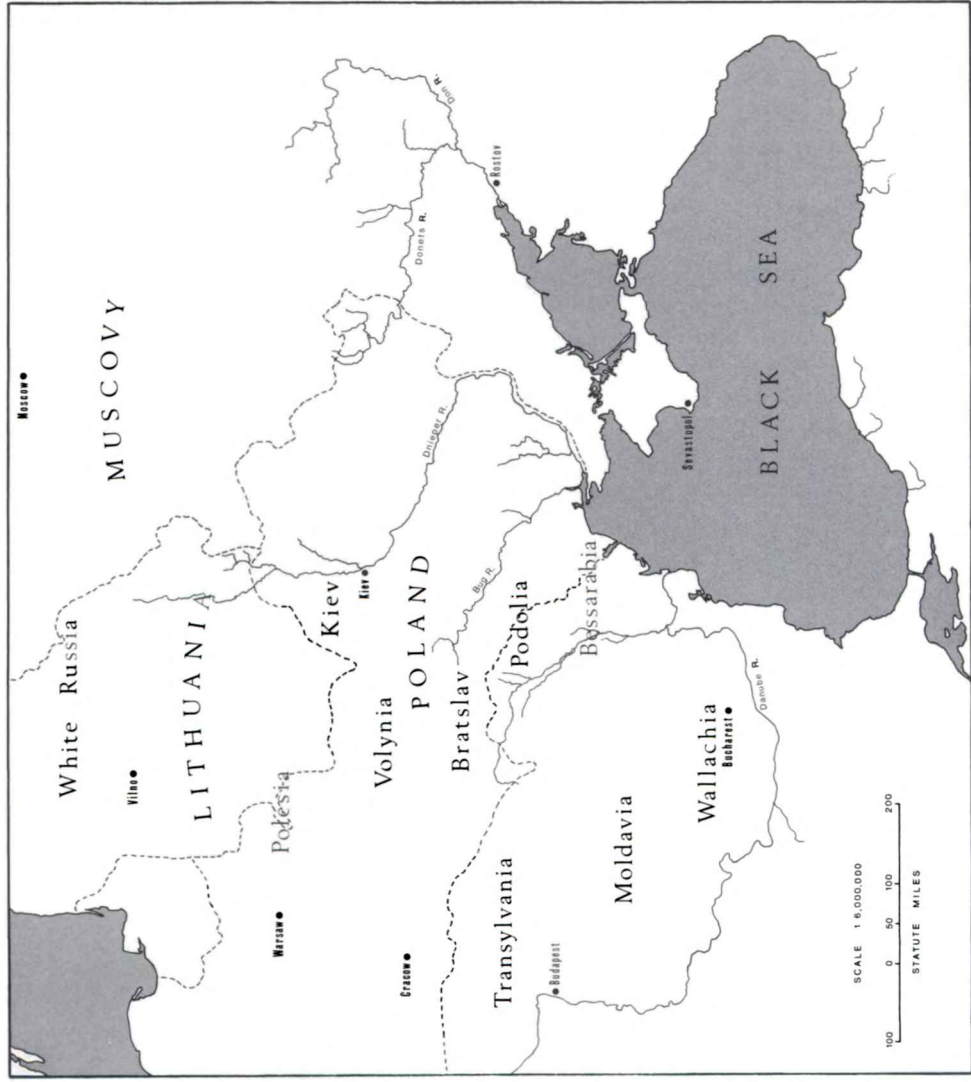 Moscow
MUSCOVY
White Russia
Vilno
LITHUANIA
Polesia
Warsaw
Cracow
Kiev
Kiev
Volynia
POLAND
Bratslav
Podolia
Bessarabia
Transylvania
Budapest
Moldavia
Wallachia
Bucharest
Danube R.
Bug R.
Dnieper R.
Donets R.
Don R.
Rostov
Sevastopol
BLACK SEA
SCALE 1 6,000,000
100 0 50 100 200
STATUTE MILES